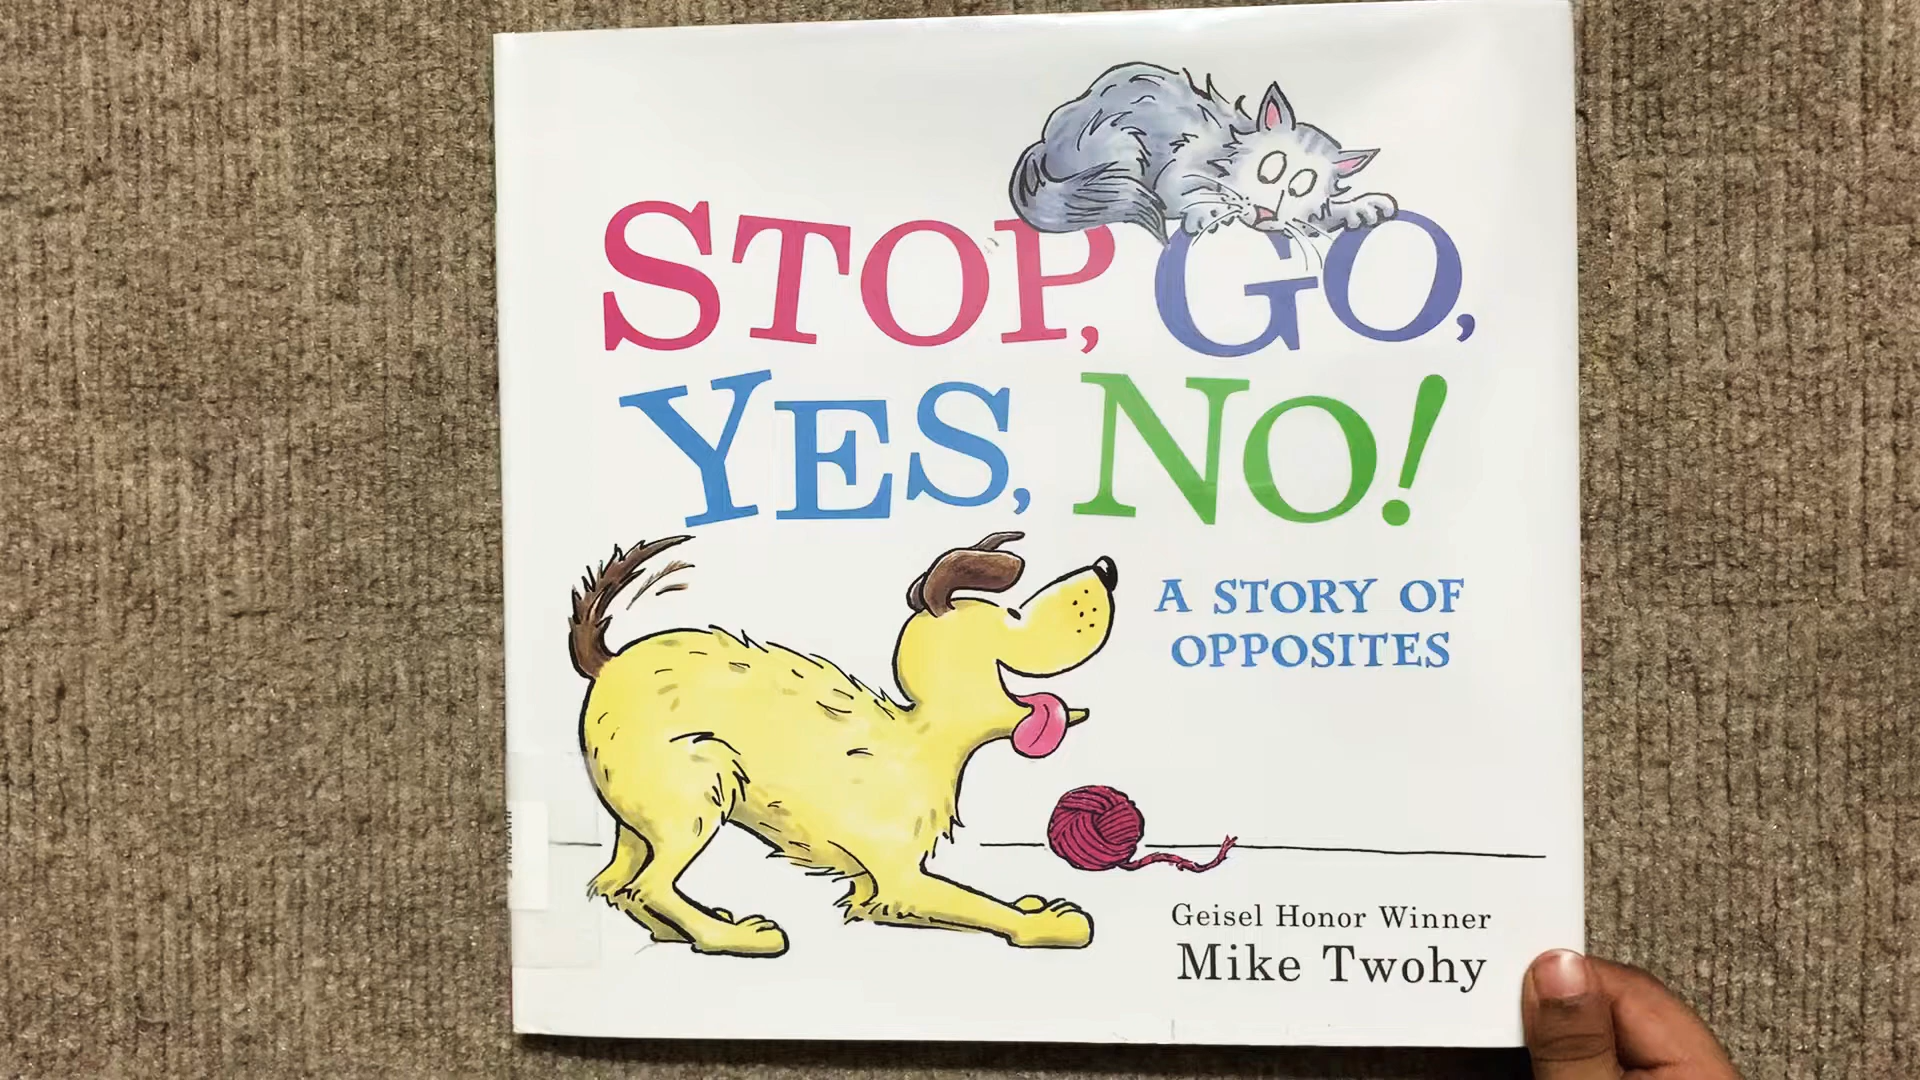 STOP, GO,
YES, NO!
A STORY OF
OPPOSITES
Geisel Honor Winner
Mike Twohy